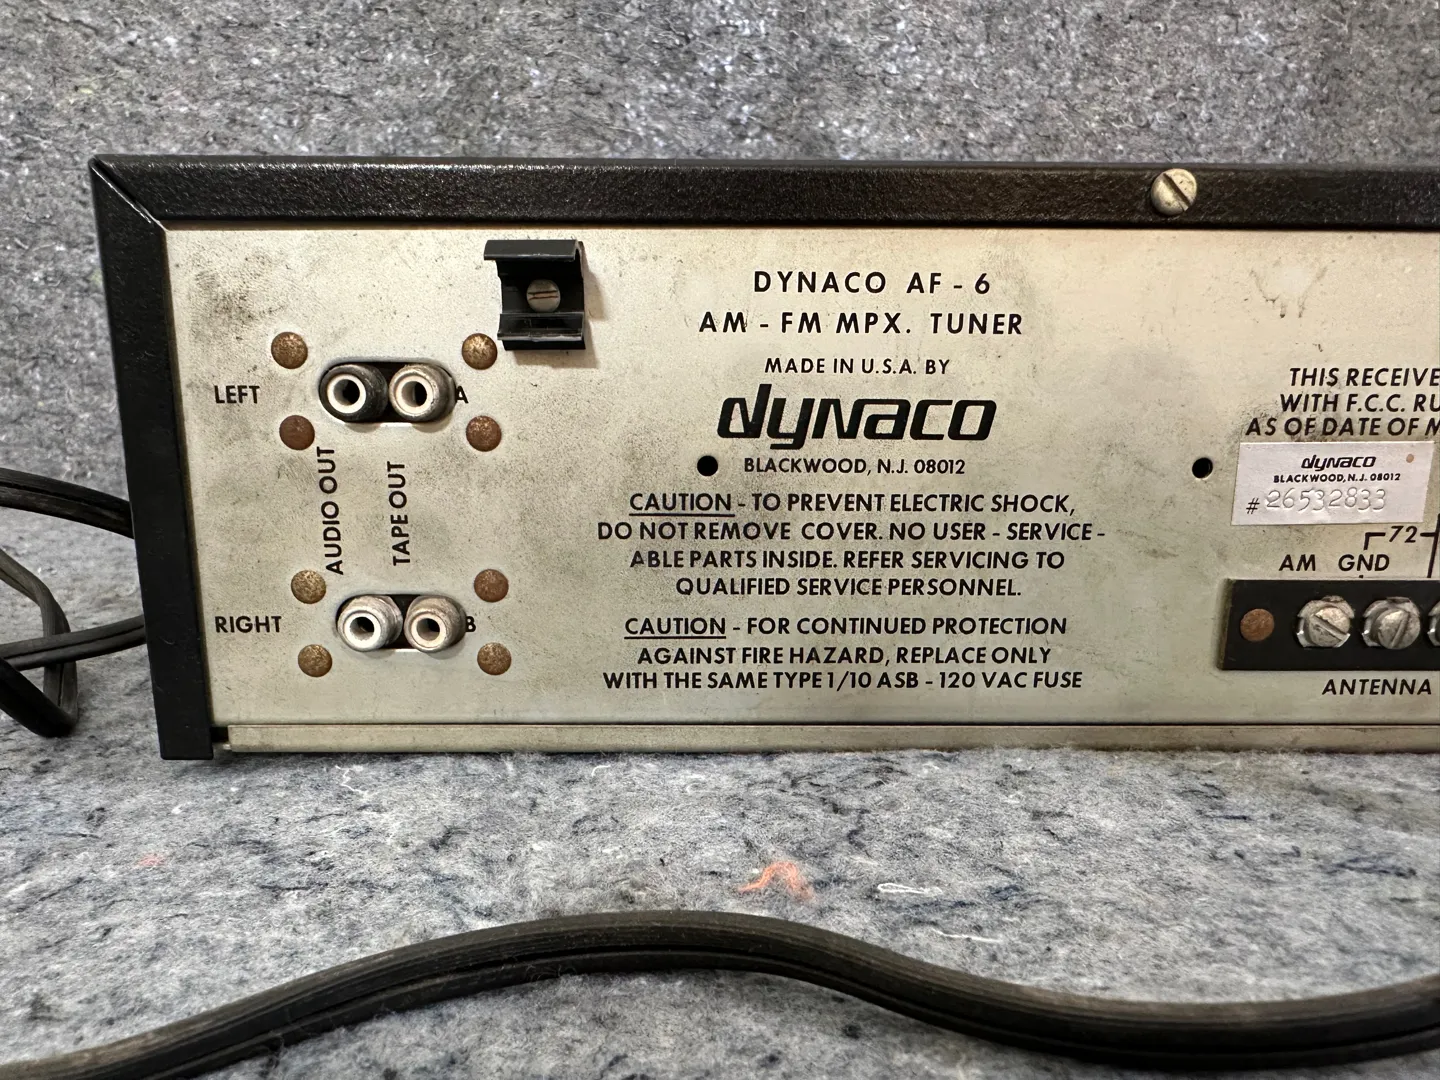 DYNACO AF - 6
AM - FM MPX. TUNER
MADE IN U.S.A. BY
dynaco
BLACKWOOD, N.J. 08012
CAUTION - TO PREVENT ELECTRIC SHOCK,
DO NOT REMOVE COVER. NO USER - SERVICE -
ABLE PARTS INSIDE. REFER SERVICING TO
QUALIFIED SERVICE PERSONNEL.
CAUTION - FOR CONTINUED PROTECTION
AGAINST FIRE HAZARD, REPLACE ONLY
WITH THE SAME TYPE 1/10 ASB - 120 VAC FUSE
LEFT
A
AUDIO OUT
TAPE OUT
RIGHT
B
THIS RECEIVE
WITH F.C.C. RU
AS OF DATE OF M
dynaco
BLACKWOOD, N.J. 08012
# 26532833
72
AM GND
ANTENNA